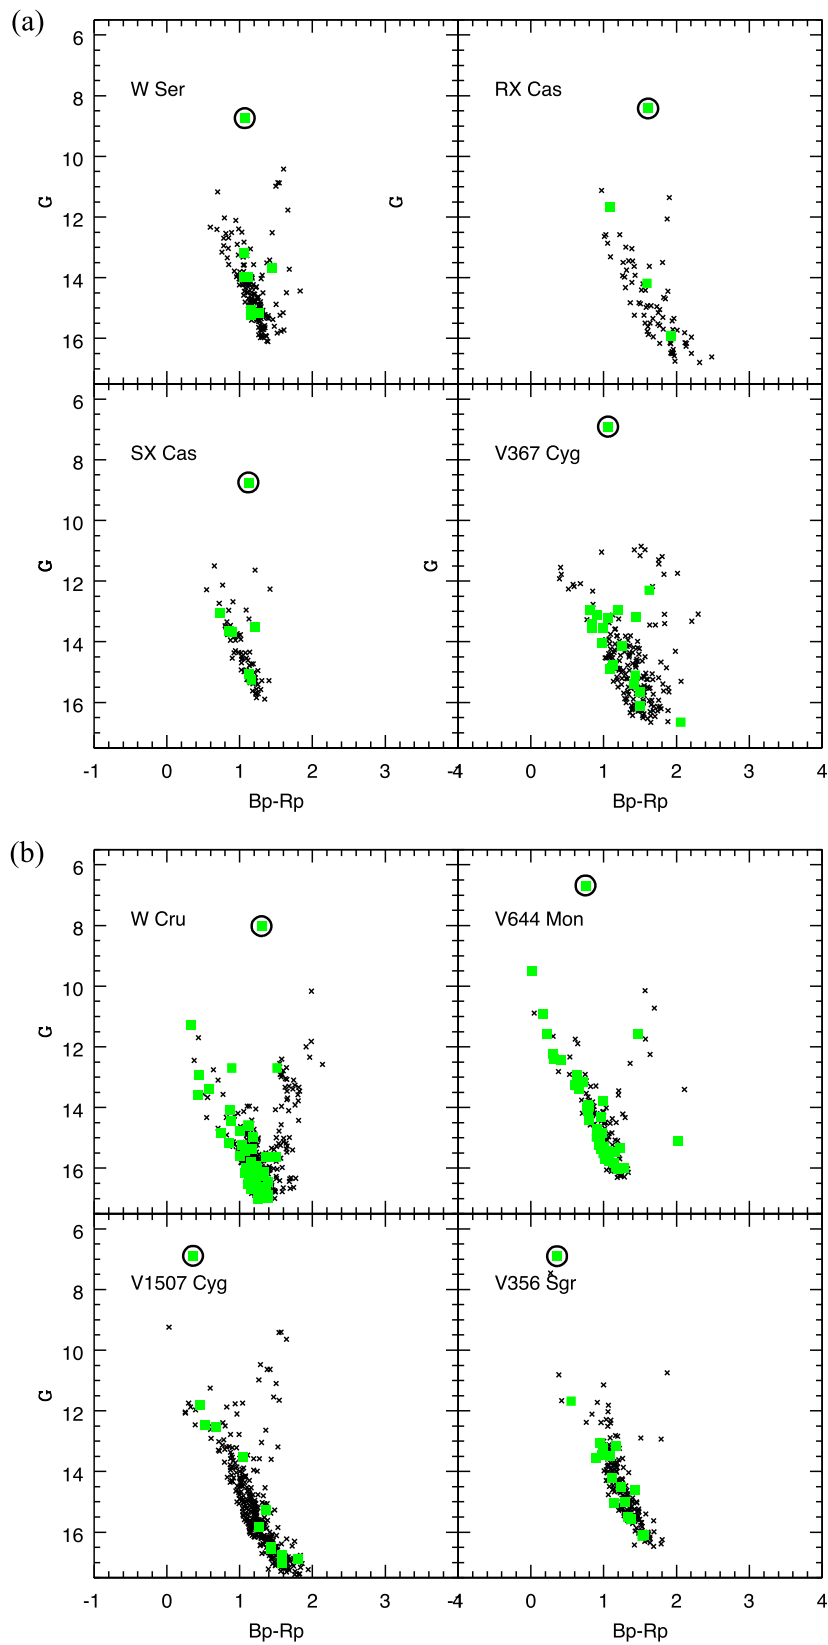 (a)
6
8
10
12
14
16
G
W Ser
RX Cas
G
6
8
10
12
14
16
G
SX Cas
V367 Cyg
G
-1 0 1 2 3 -4 0 1 2 3 4
Bp-Rp Bp-Rp
(b)
6
8
10
12
14
16
G
W Cru
V644 Mon
6
8
10
12
14
16
G
V1507 Cyg
V356 Sgr
-1 0 1 2 3 -4 0 1 2 3 4
Bp-Rp Bp-Rp